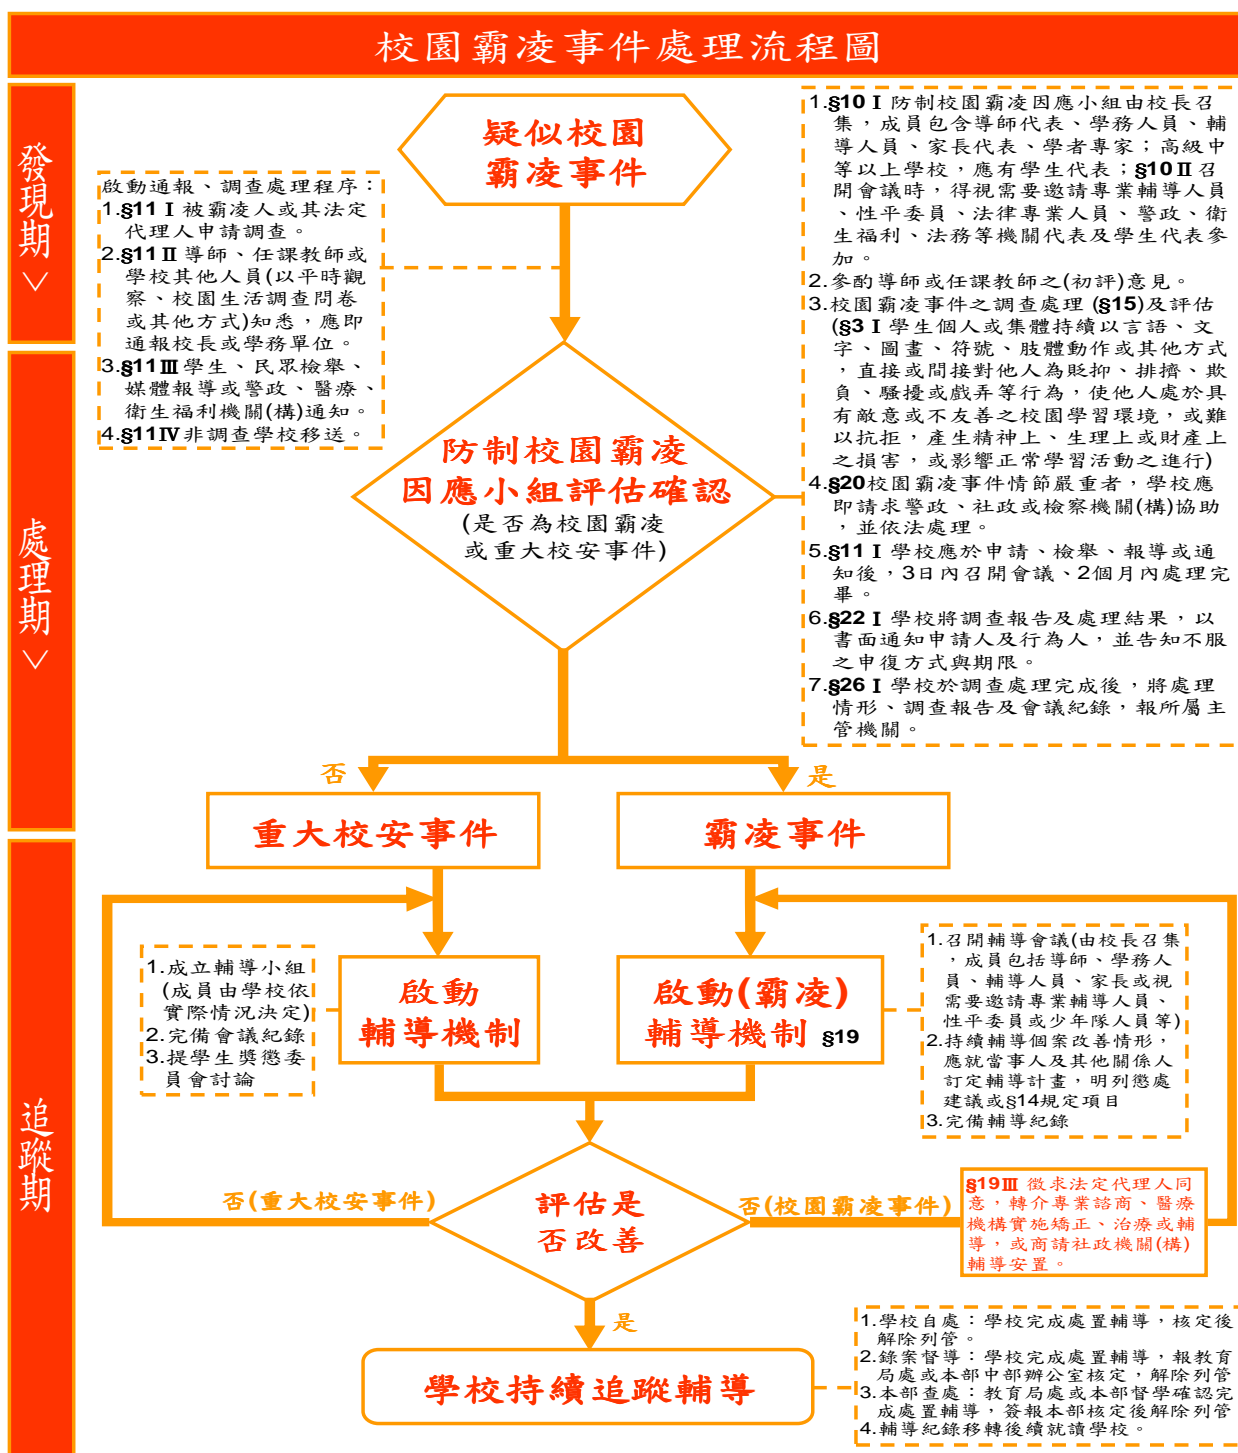 校園霸凌事件處理流程圖
發現期﹀
疑似校園
霸凌事件
啟動通報、調查處理程序：
1.§11 I 被霸凌人或其法定
代理人申請調查。
2.§11 II 導師、任課教師或
學校其他人員(以平時觀
察、校園生活調查問卷
或其他方式)知悉，應即
通報校長或學務單位。
3.§11 III 學生、民眾檢舉、
媒體報導或警政、醫療、
衛生福利機關(構)通知。
4.§11 IV 非調查學校移送。
1.§10 I 防制校園霸凌因應小組由校長召
集，成員包含導師代表、學務人員、輔
導人員、家長代表、學者專家；高級中
等以上學校，應有學生代表；§10 II 召
開會議時，得視需要邀請專業輔導人員
、性平委員、法律專業人員、警政、衛
生福利、法務等機關代表及學生代表參
加。
2.參酌導師或任課教師之(初評)意見。
3.校園霸凌事件之調查處理 (§15)及評估
(§3 I 學生個人或集體持續以言語、文
字、圖畫、符號、肢體動作或其他方式
，直接或間接對他人為貶抑、排擠、欺
負、騷擾或戲弄等行為，使他人處於具
有敵意或不友善之校園學習環境，或難
以抗拒，產生精神上、生理上或財產上
之損害，或影響正常學習活動之進行)
4.§20校園霸凌事件情節嚴重者，學校應
即請求警政、社政或檢察機關(構)協助
，並依法處理。
5.§11 I 學校應於申請、檢舉、報導或通
知後，3日內召開會議、2個月內處理完
畢。
6.§22 I 學校將調查報告及處理結果，以
書面通知申請人及行為人，並告知不服
之申復方式與期限。
7.§26 I 學校於調查處理完成後，將處理
情形、調查報告及會議紀錄，報所屬主
管機關。
處理期﹀
防制校園霸凌
因應小組評估確認
(是否為校園霸凌
或重大校安事件)
否
是
重大校安事件
霸凌事件
追蹤期
1.成立輔導小組
(成員由學校依
實際情況決定)
2.完備會議紀錄
3.提學生獎懲委
員會討論
啟動
輔導機制
啟動(霸凌)
輔導機制 §19
1.召開輔導會議(由校長召集
，成員包括導師、學務人
員、輔導人員、家長或視
需要邀請專業輔導人員、
性平委員或少年隊人員等)
2.持續輔導個案改善情形，
應就當事人及其他關係人
訂定輔導計畫，明列懲處
建議或§14規定項目
3.完備輔導紀錄
否(重大校安事件)
評估是
否改善
否(校園霸凌事件)
§19 III 徵求法定代理人同
意，轉介專業諮商、醫療
機構實施矯正、治療或輔
導，或商請社政機關(構)
輔導安置。
是
學校持續追蹤輔導
1.學校自處：學校完成處置輔導，核定後
解除列管。
2.錄案督導：學校完成處置輔導，報教育
局處或本部中部辦公室核定，解除列管
3.本部查處：教育局處或本部督學確認完
成處置輔導，簽報本部核定後解除列管
4.輔導紀錄移轉後續就讀學校。